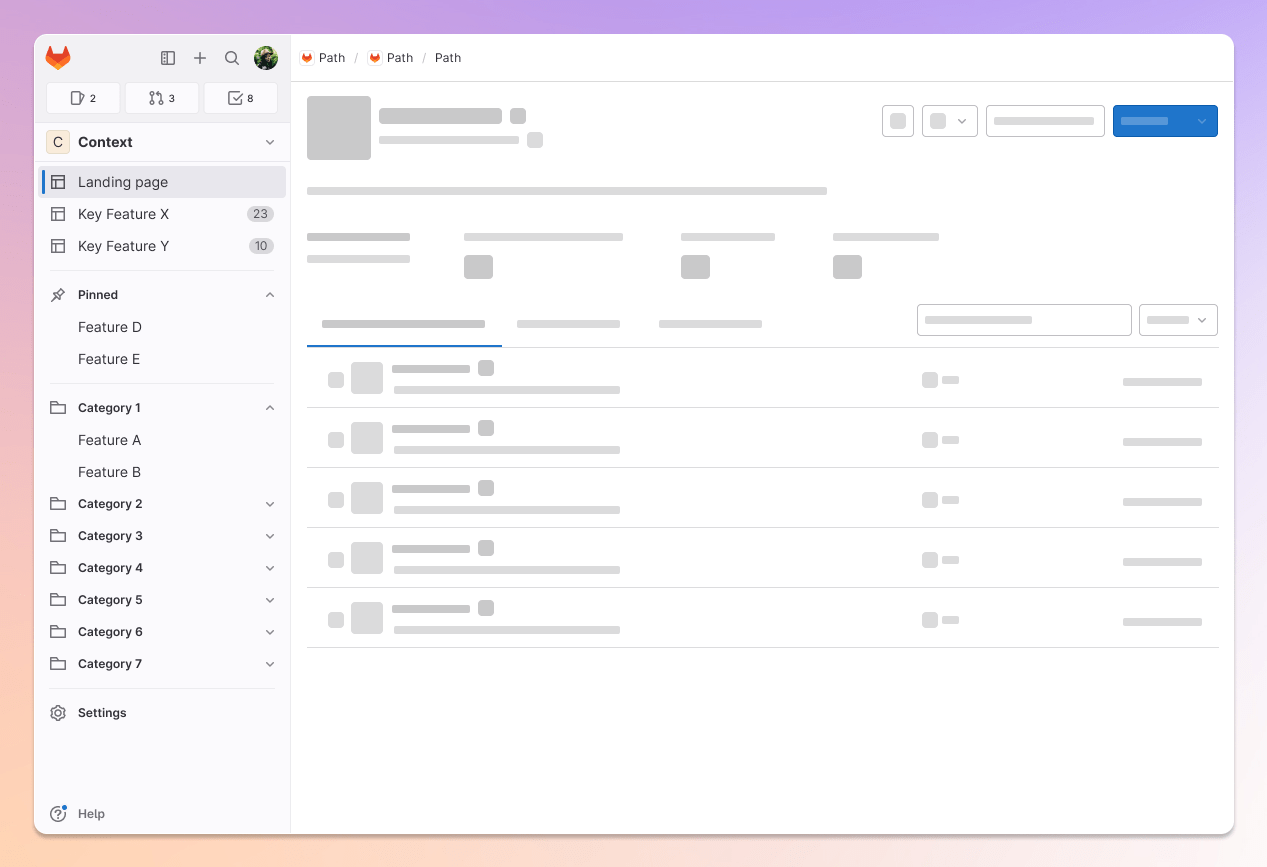 Path / Path / Path
2 3 8
C Context
Landing page
Key Feature X 23
Key Feature Y 10
Pinned
Feature D
Feature E
Category 1
Feature A
Feature B
Category 2
Category 3
Category 4
Category 5
Category 6
Category 7
Settings
Help